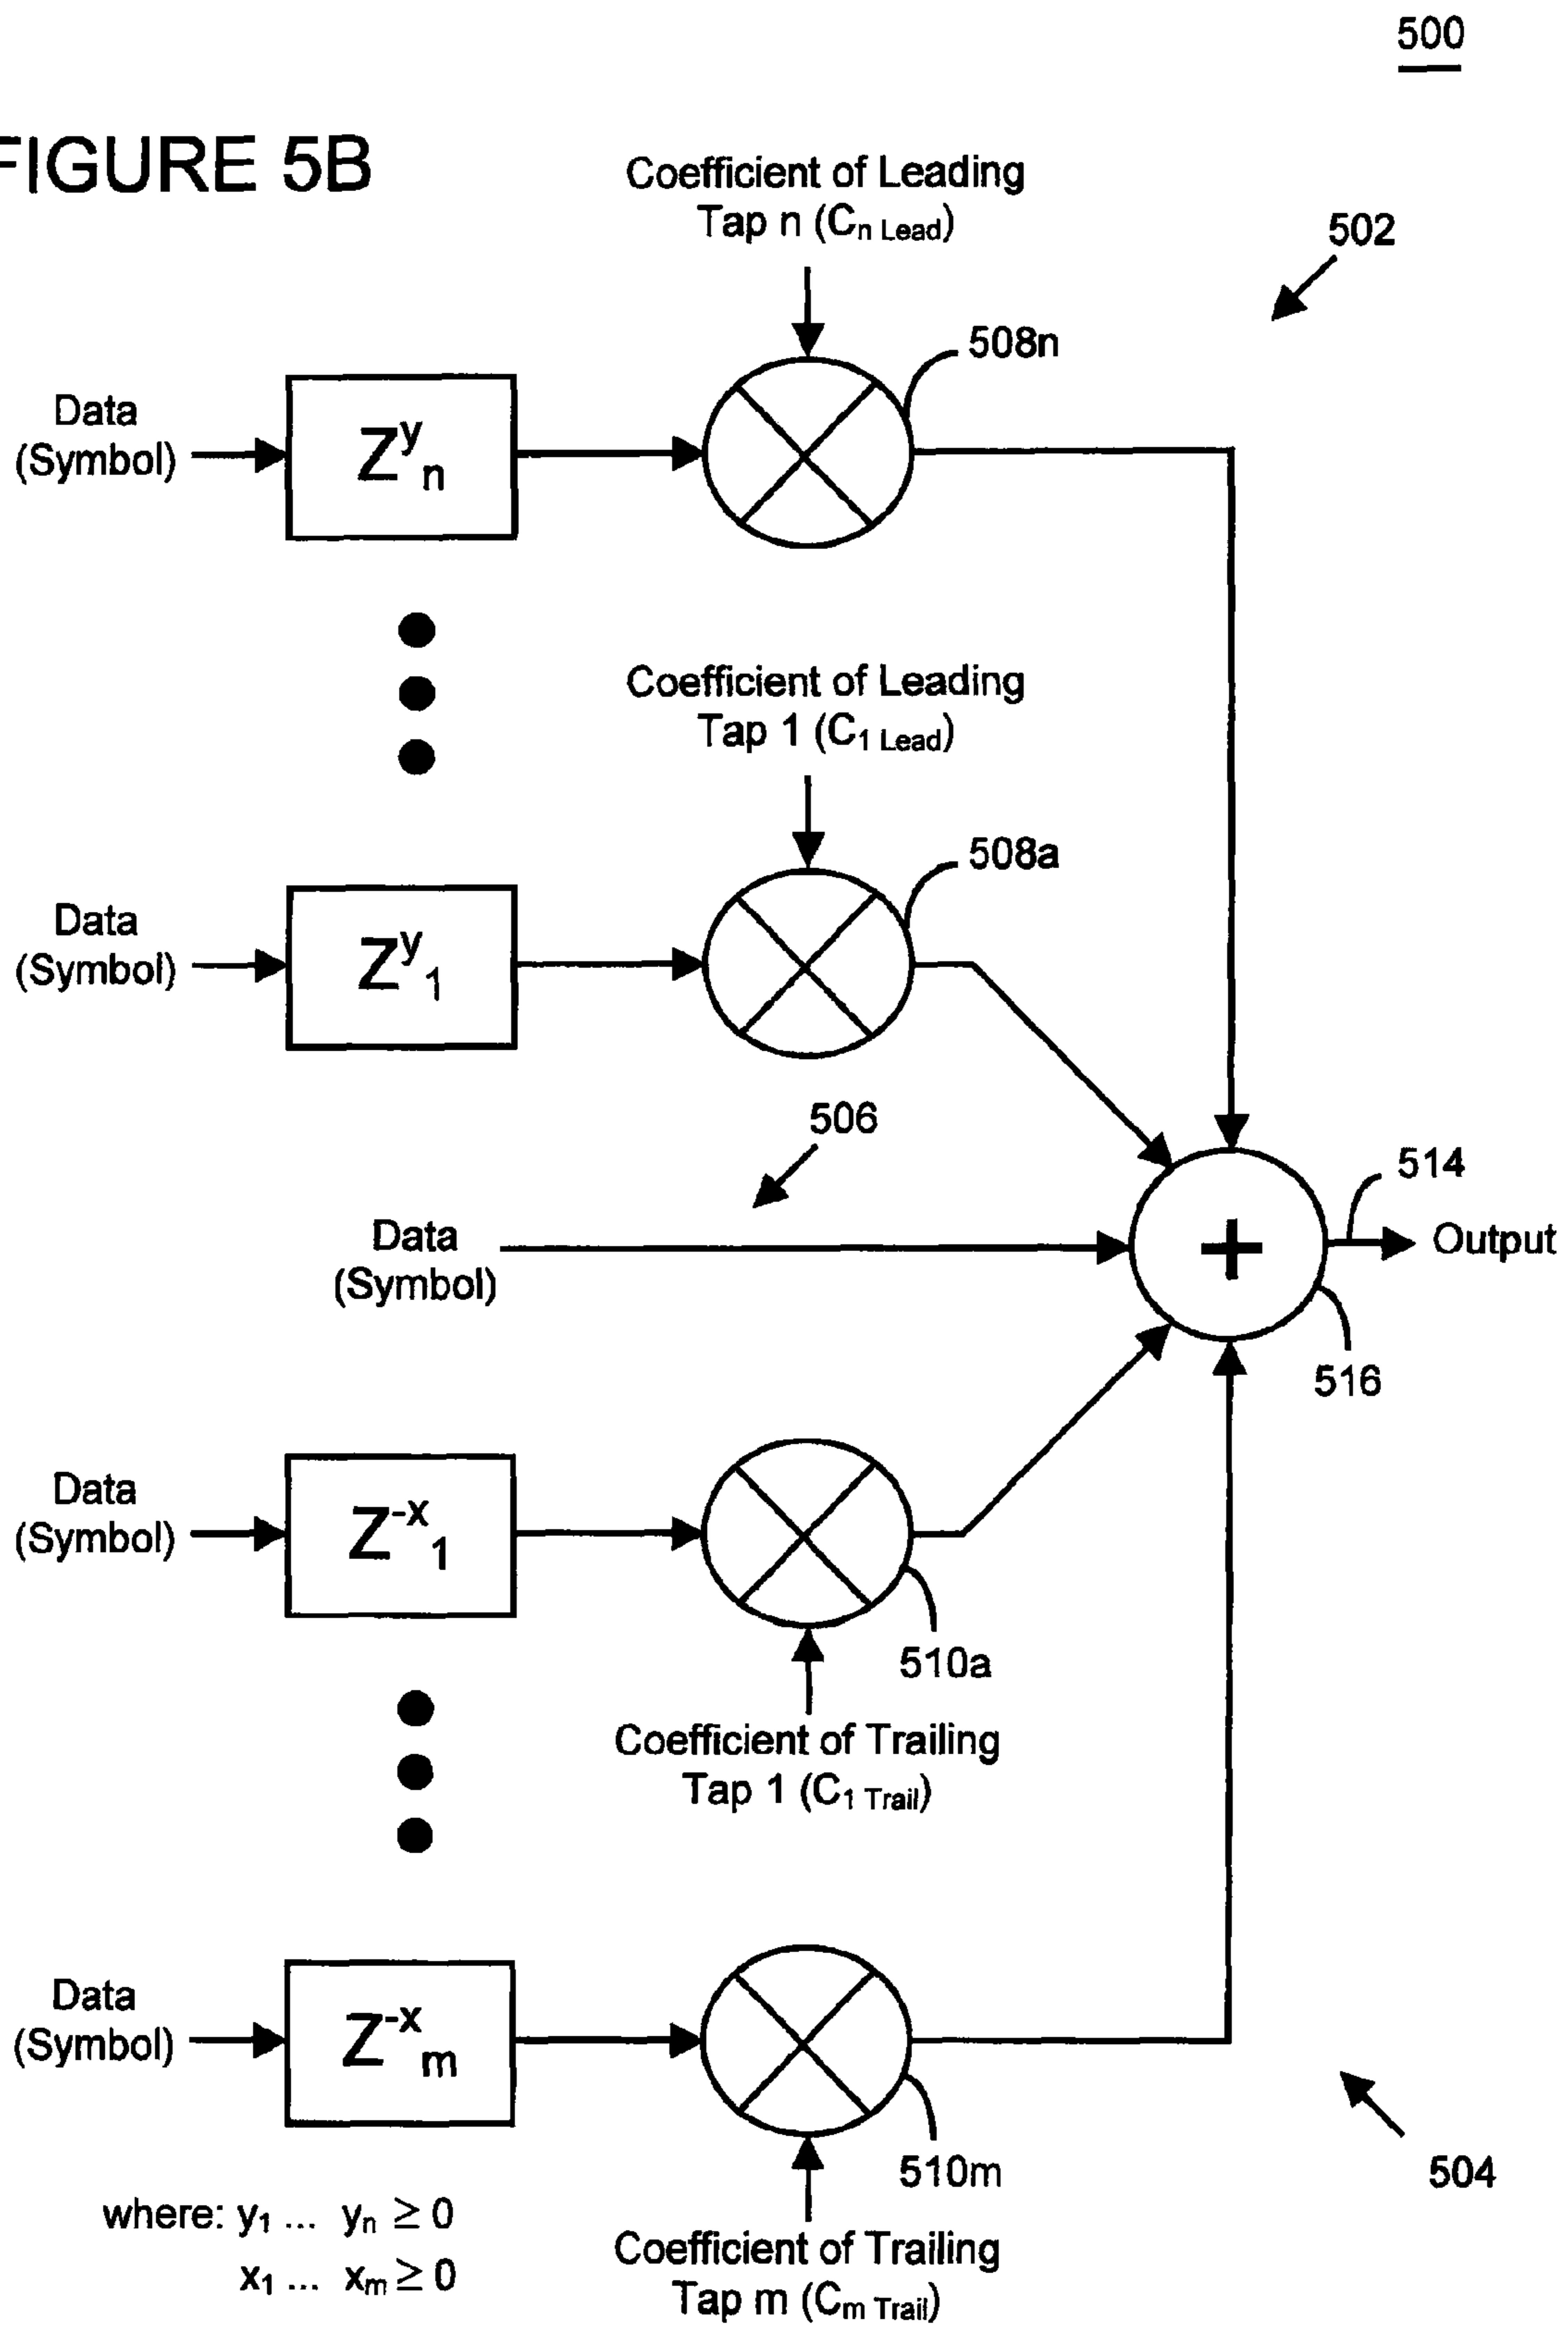 500
FIGURE 5B
Coefficient of Leading
Tap n (Cn Lead)
502
508n
Data
(Symbol)
Zyn
Coefficient of Leading
Tap 1 (C1 Lead)
508a
Data
(Symbol)
Zy1
506
514
Data
(Symbol)
+
Output
516
Data
(Symbol)
Z-x1
510a
Coefficient of Trailing
Tap 1 (C1 Trail)
Data
(Symbol)
Z-xm
510m
504
where: y1 ... yn ≥ 0
x1 ... xm ≥ 0
Coefficient of Trailing
Tap m (Cm Trail)